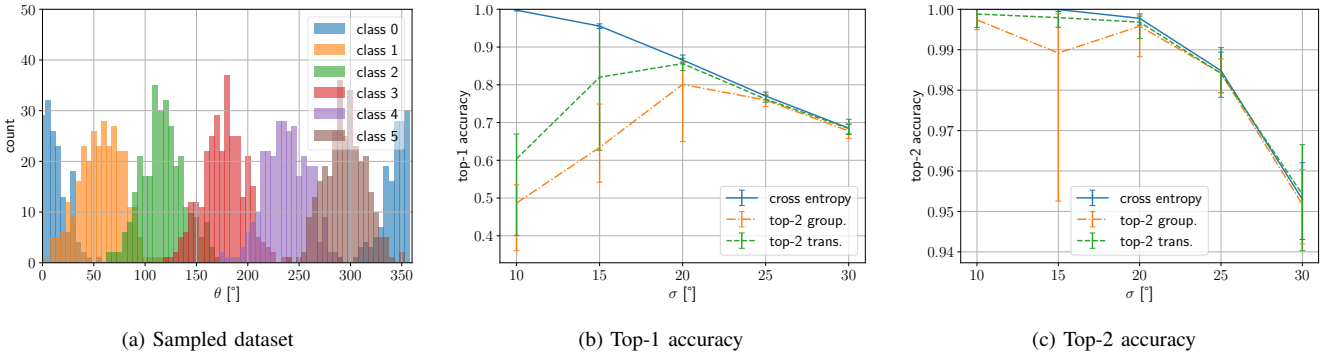 50
40
30
20
10
0
count
0 50 100 150 200 250 300 350
θ [°]
class 0
class 1
class 2
class 3
class 4
class 5
(a) Sampled dataset
1.0
0.9
0.8
0.7
0.6
0.5
0.4
top-1 accuracy
10 15 20 25 30
σ [°]
cross entropy
top-2 group.
top-2 trans.
(b) Top-1 accuracy
1.00
0.99
0.98
0.97
0.96
0.95
0.94
top-2 accuracy
10 15 20 25 30
σ [°]
cross entropy
top-2 group.
top-2 trans.
(c) Top-2 accuracy